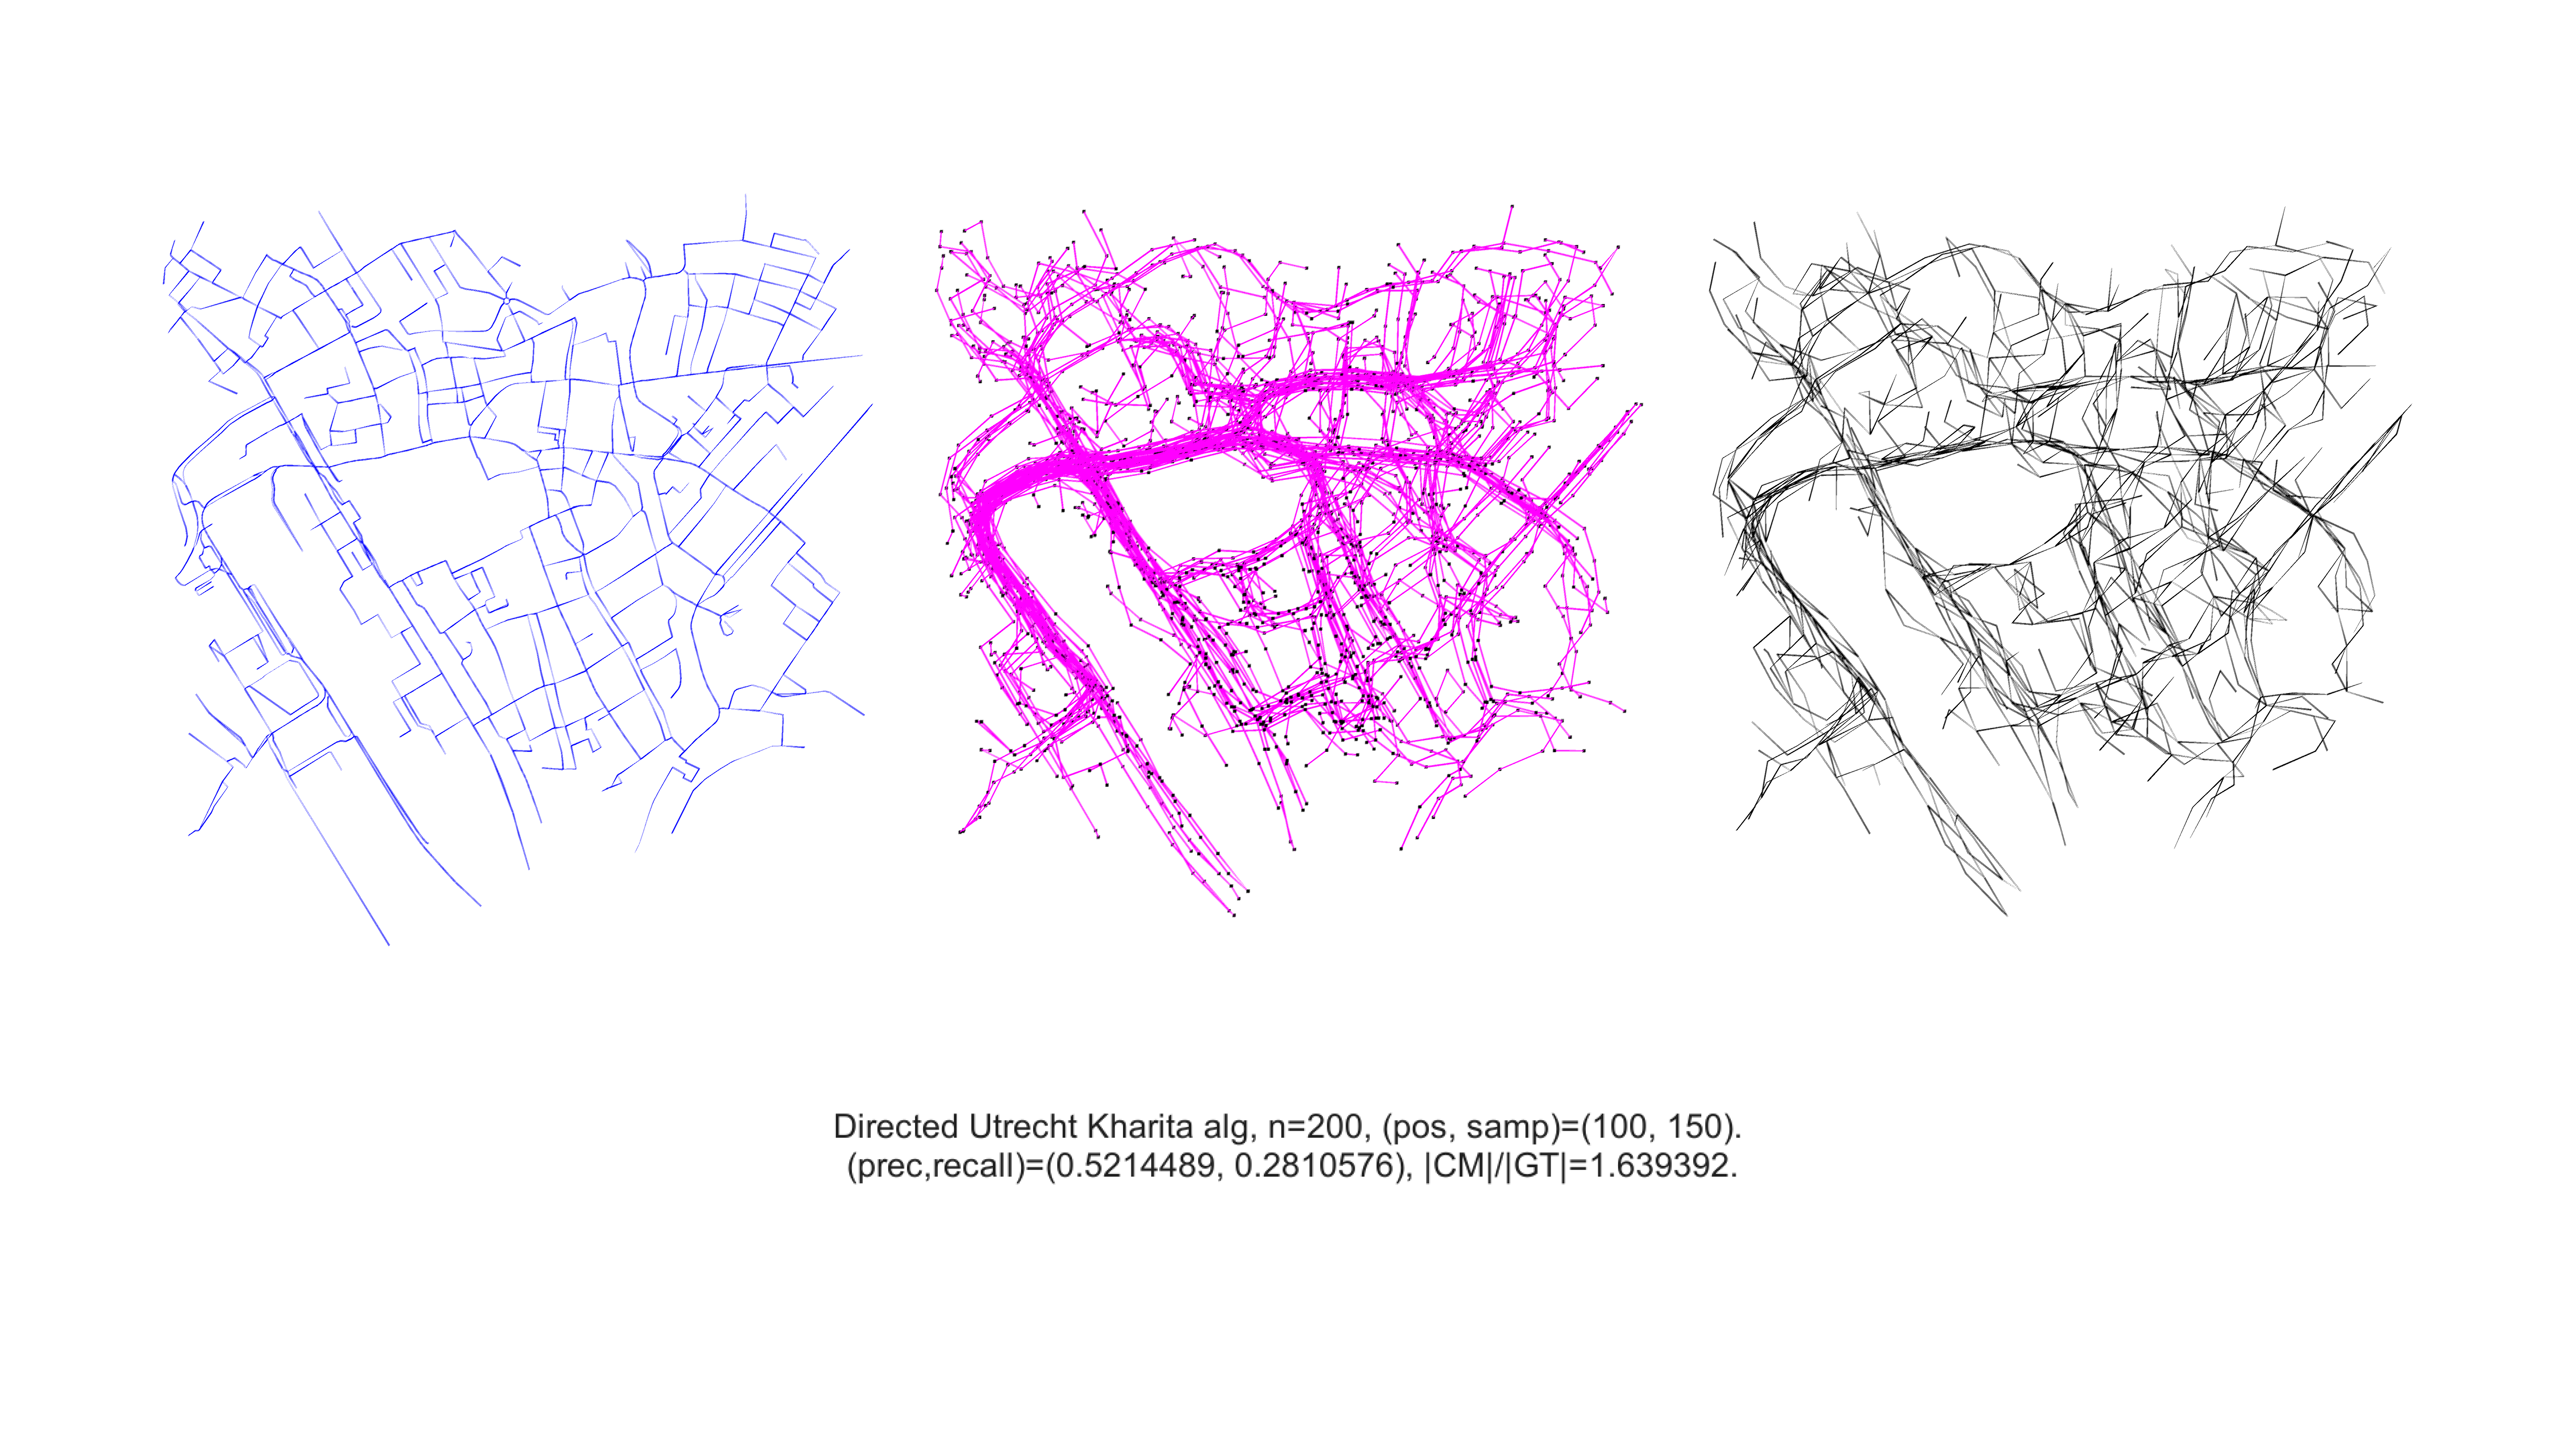 Directed Utrecht Kharita alg, n=200, (pos, samp)=(100, 150).
(prec,recall)=(0.5214489, 0.2810576), |CM|/|GT|=1.639392.